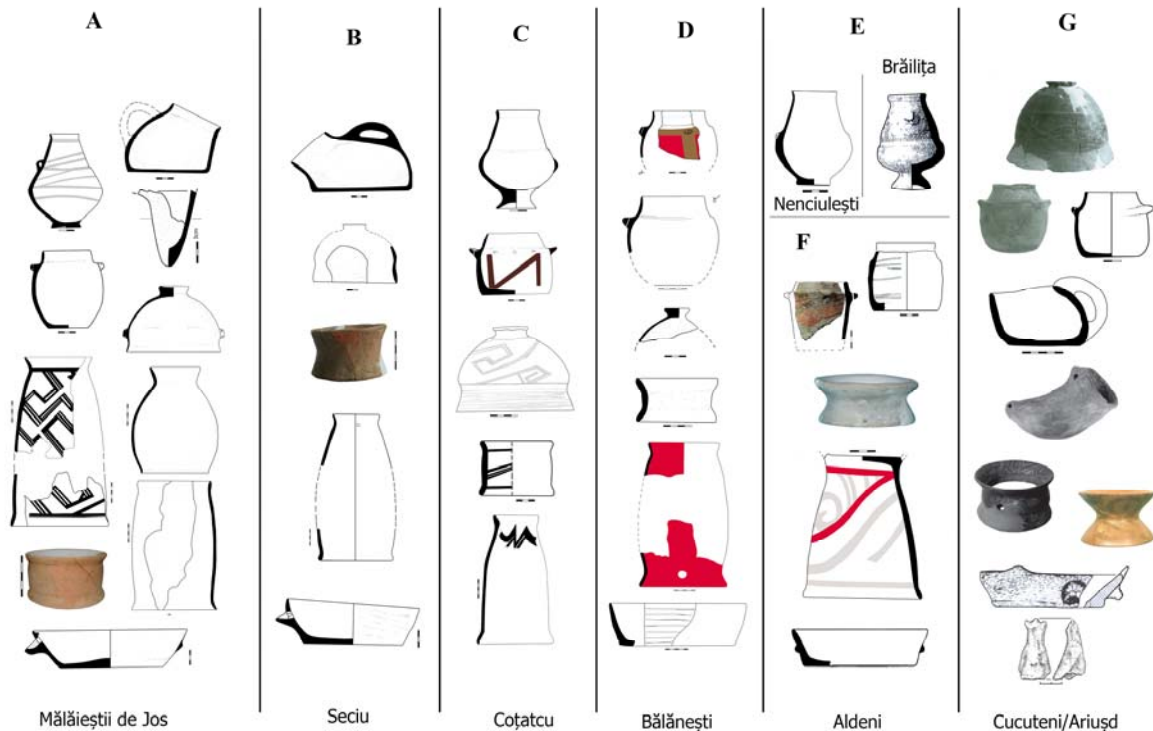 A
B
C
D
E
G
Brăilița
Nenciulești
F
Mălăieștii de Jos
Seciu
Coțatcu
Bălănești
Aldeni
Cucuteni/Ariușd